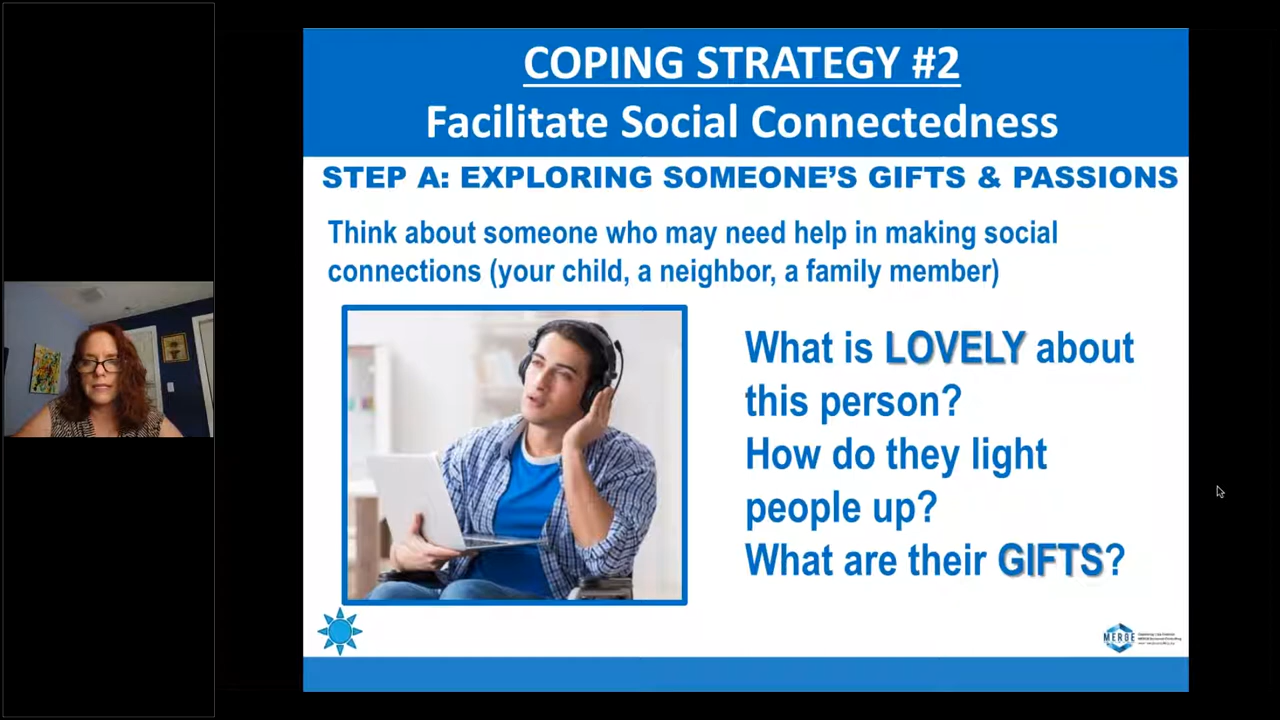 COPING STRATEGY #2
Facilitate Social Connectedness
STEP A: EXPLORING SOMEONE’S GIFTS & PASSIONS
Think about someone who may need help in making social
connections (your child, a neighbor, a family member)
What is LOVELY about
this person?
How do they light
people up?
What are their GIFTS?
MERGE